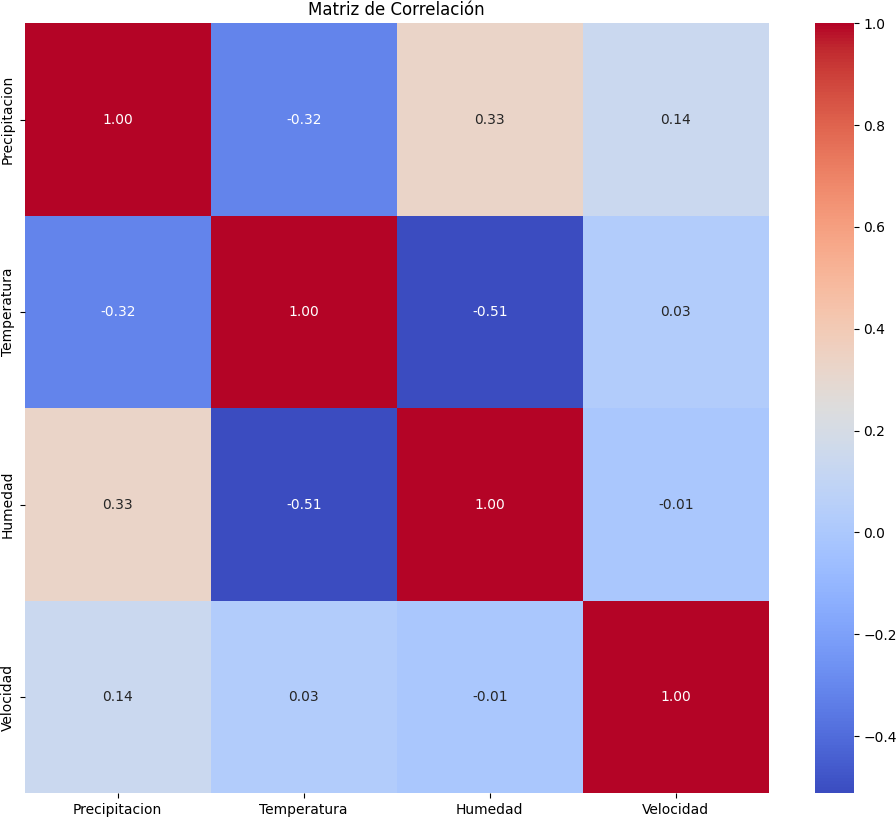 Matriz de Correlación
Precipitacion
1.00
-0.32
0.33
0.14
Temperatura
-0.32
1.00
-0.51
0.03
Humedad
0.33
-0.51
1.00
-0.01
Velocidad
0.14
0.03
-0.01
1.00
Precipitacion
Temperatura
Humedad
Velocidad
1.0
0.8
0.6
0.4
0.2
0.0
−0.2
−0.4